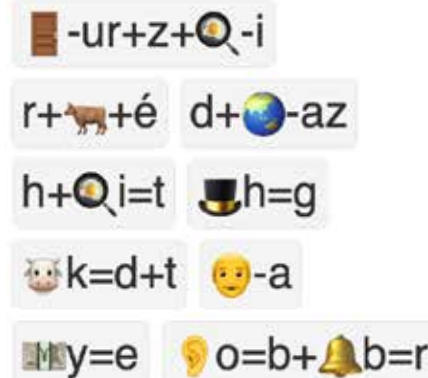 🚪-ur+z+🍳-i
r+🐂+é d+🌏-az
h+🍳i=t 🎩h=g
🐮k=d+t 👨‍🦲-a
💵y=e 👂o=b+🔔b=r